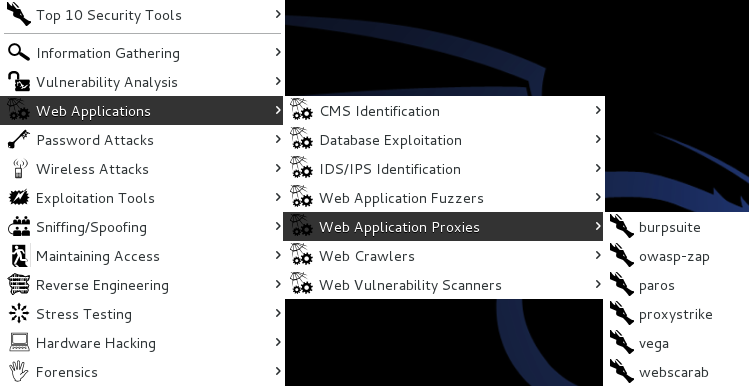 Top 10 Security Tools
Information Gathering
Vulnerability Analysis
Web Applications
Password Attacks
Wireless Attacks
Exploitation Tools
Sniffing/Spoofing
Maintaining Access
Reverse Engineering
Stress Testing
Hardware Hacking
Forensics
CMS Identification
Database Exploitation
IDS/IPS Identification
Web Application Fuzzers
Web Application Proxies
Web Crawlers
Web Vulnerability Scanners
burpsuite
owasp-zap
paros
proxystrike
vega
webscarab